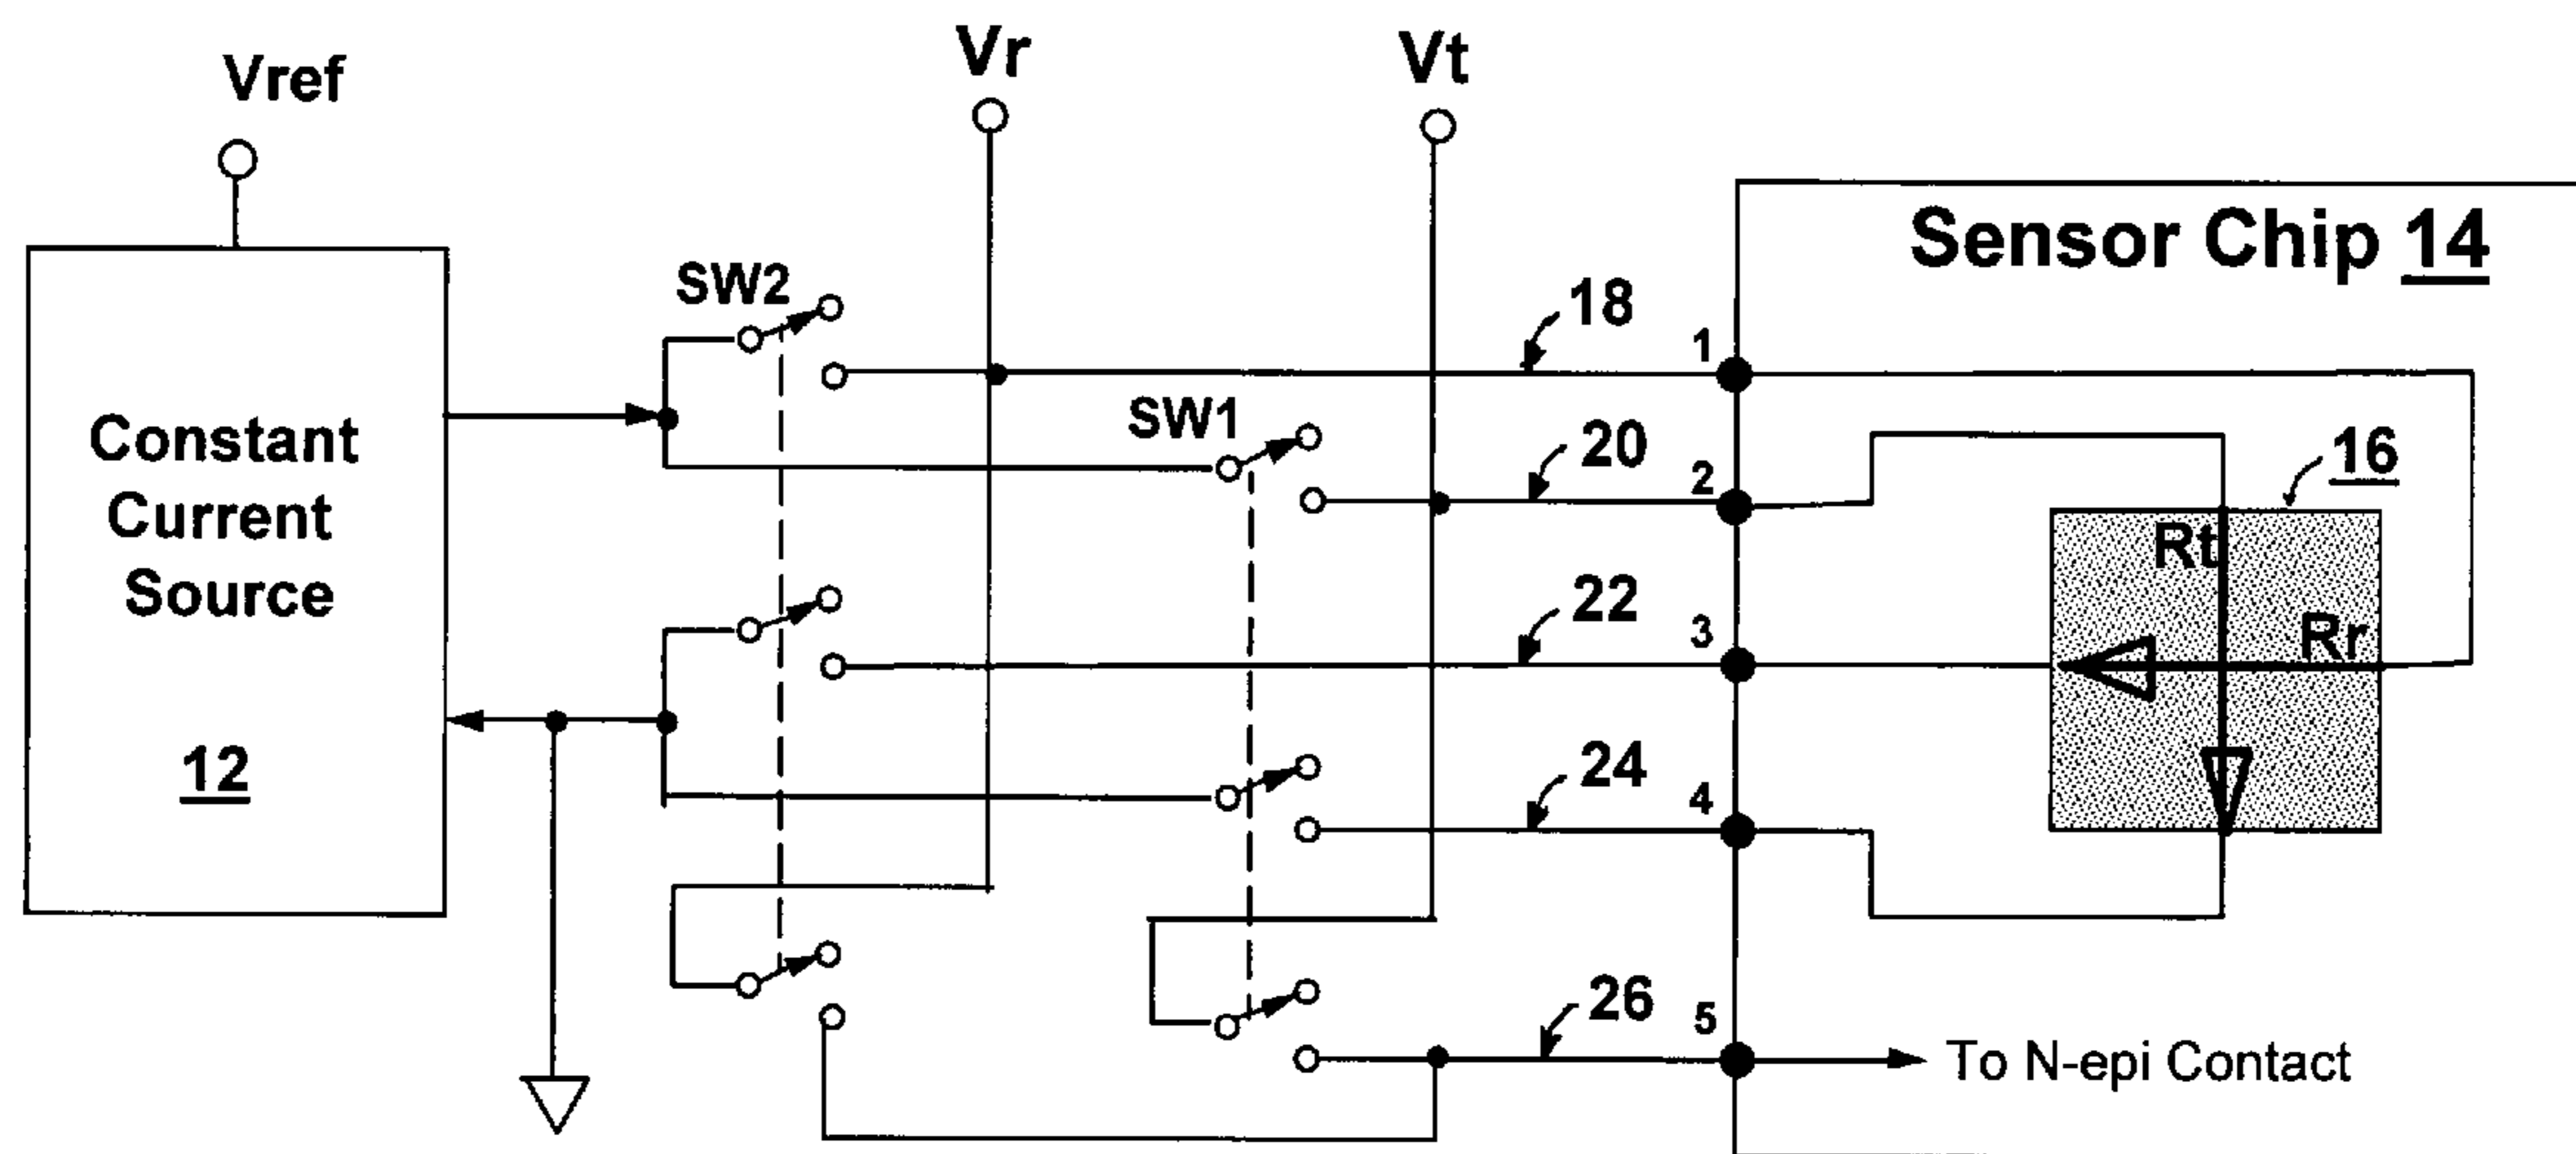 Vref
Vr
Vt
Sensor Chip 14
SW2
18
1
SW1
20
2
16
Constant
Current
Source
12
Rt
22
3
Rr
24
4
26
5
To N-epi Contact